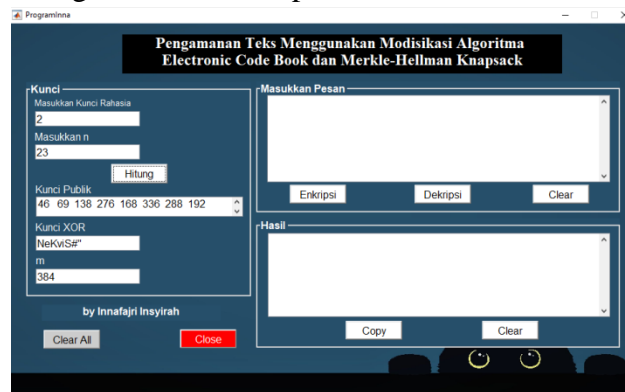 ProgramInna
Pengamanan Teks Menggunakan Modisikasi Algoritma
Electronic Code Book dan Merkle-Hellman Knapsack
Kunci
Masukkan Kunci Rahasia
2
Masukkan n
23
Hitung
Kunci Publik
46 69 138 276 168 336 288 192
Kunci XOR
NeKviS#"
m
384
by Innafajri Insyirah
Clear All
Close
Masukkan Pesan
Enkripsi
Dekripsi
Clear
Hasil
Copy
Clear